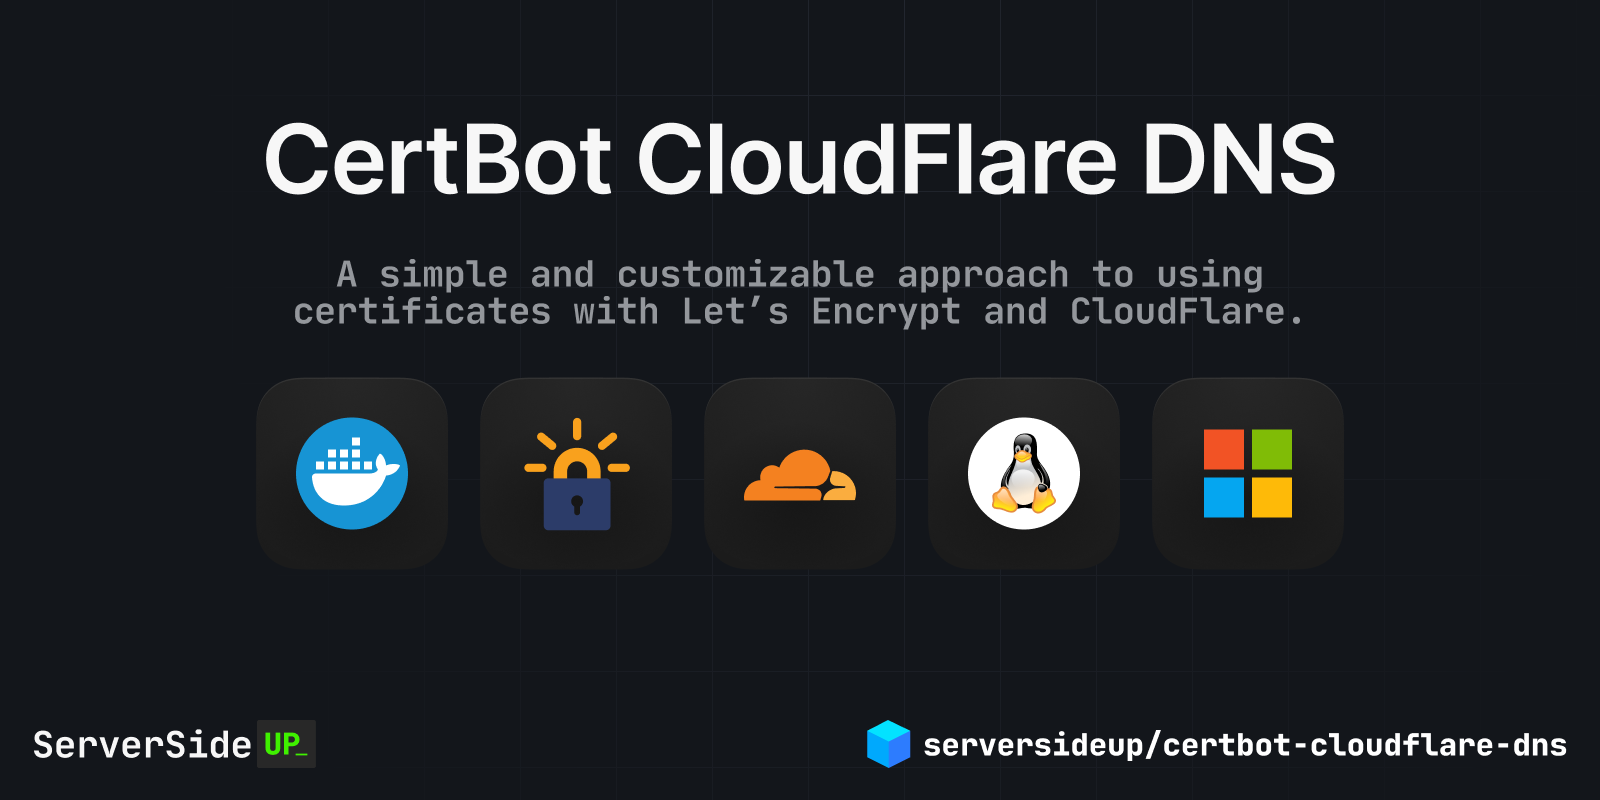 CertBot CloudFlare DNS
A simple and customizable approach to using
certificates with Let’s Encrypt and CloudFlare.
ServerSide UP_
serversideup/certbot-cloudflare-dns